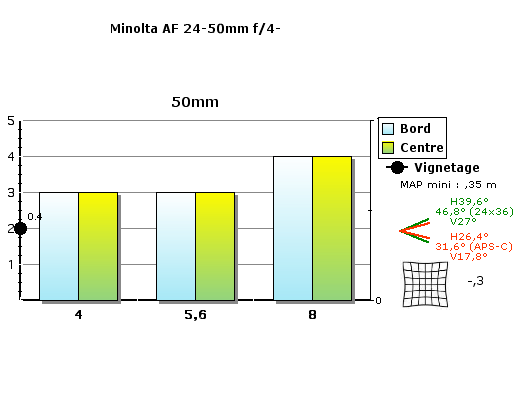 Minolta AF 24-50mm f/4-
50mm
5
4
3
2
1
0.4
0
4
5,6
8
Bord
Centre
Vignetage
MAP mini : ,35 m
H39,6°
46,8° (24x36)
V27°
H26,4°
31,6° (APS-C)
V17,8°
-,3